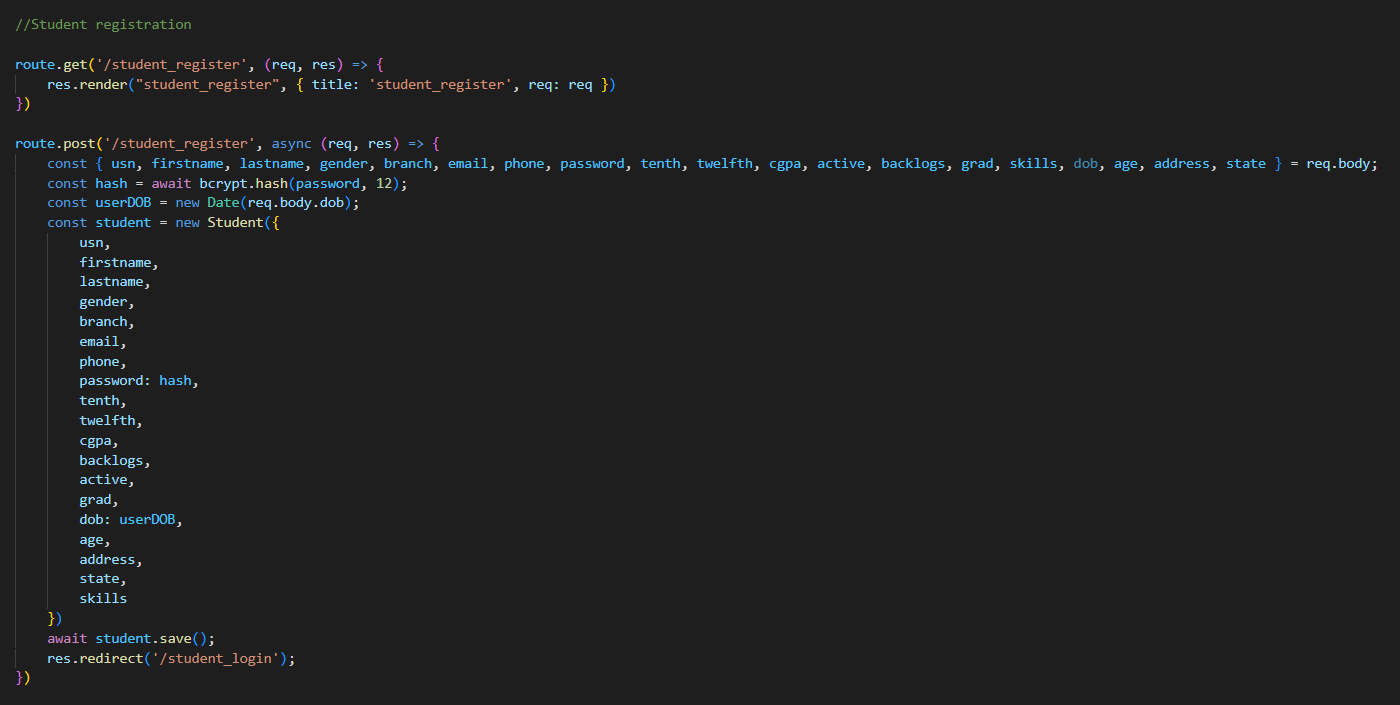 //Student registration
route.get('/student_register', (req, res) => {
res.render("student_register", { title: 'student_register', req: req })
})
route.post('/student_register', async (req, res) => {
const { usn, firstname, lastname, gender, branch, email, phone, password, tenth, twelfth, cgpa, active, backlogs, grad, skills, dob, age, address, state } = req.body;
const hash = await bcrypt.hash(password, 12);
const userDOB = new Date(req.body.dob);
const student = new Student({
usn,
firstname,
lastname,
gender,
branch,
email,
phone,
password: hash,
tenth,
twelfth,
cgpa,
backlogs,
active,
grad,
dob: userDOB,
age,
address,
state,
skills
})
await student.save();
res.redirect('/student_login');
})